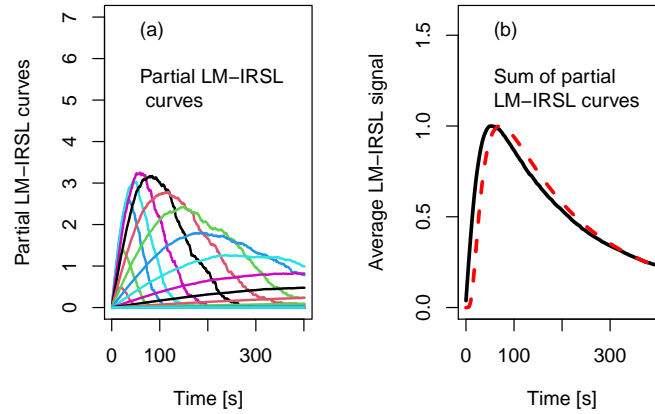 (a)
Partial LM−IRSL
curves
Partial LM−IRSL curves
0
1
2
3
4
5
6
7
0
100
300
Time [s]
(b)
Sum of partial
LM−IRSL curves
Average LM−IRSL signal
0.0
0.5
1.0
1.5
0
100
300
Time [s]